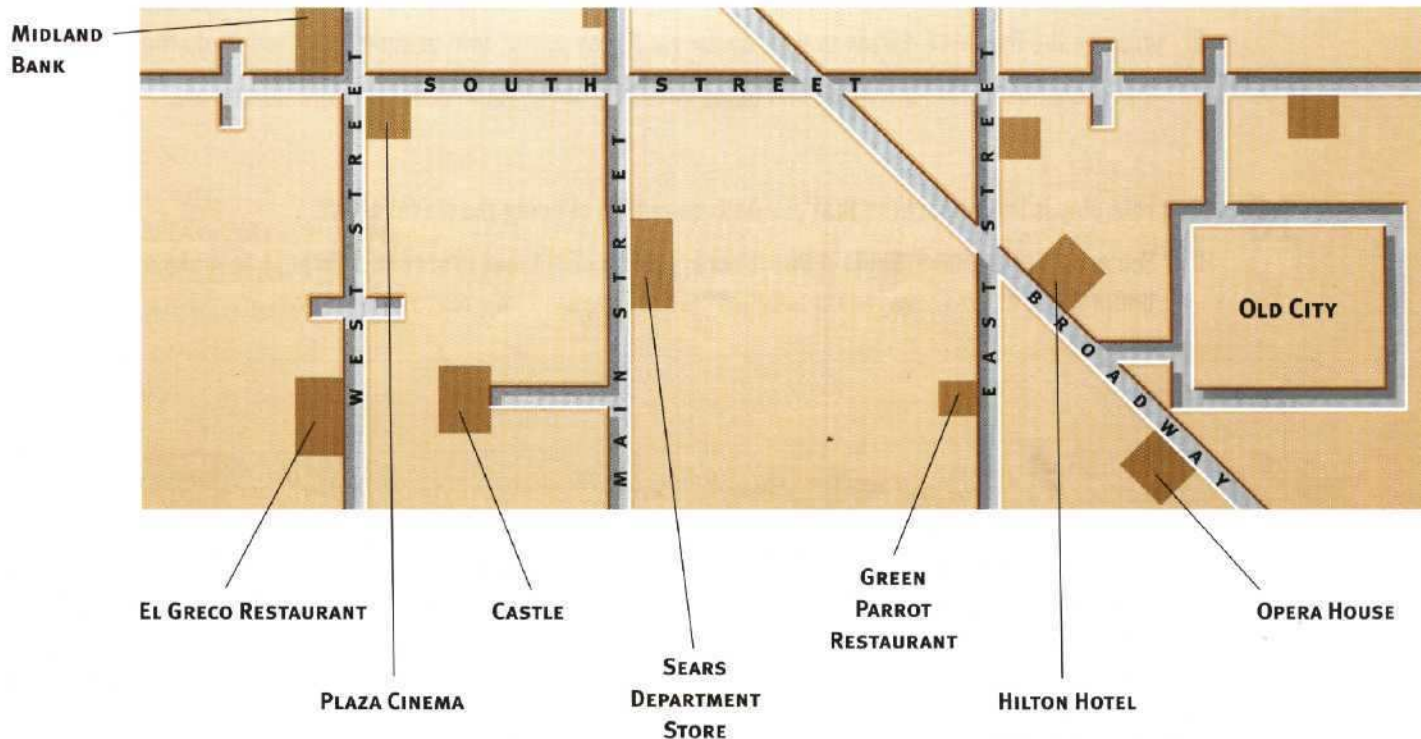 MIDLAND
BANK
SOUTH STREET
WEST STREET
MAIN STREET
EAST STREET
BROADWAY
OLD CITY
EL GRECO RESTAURANT
CASTLE
GREEN
PARROT
RESTAURANT
OPERA HOUSE
SEARS
DEPARTMENT
STORE
PLAZA CINEMA
HILTON HOTEL